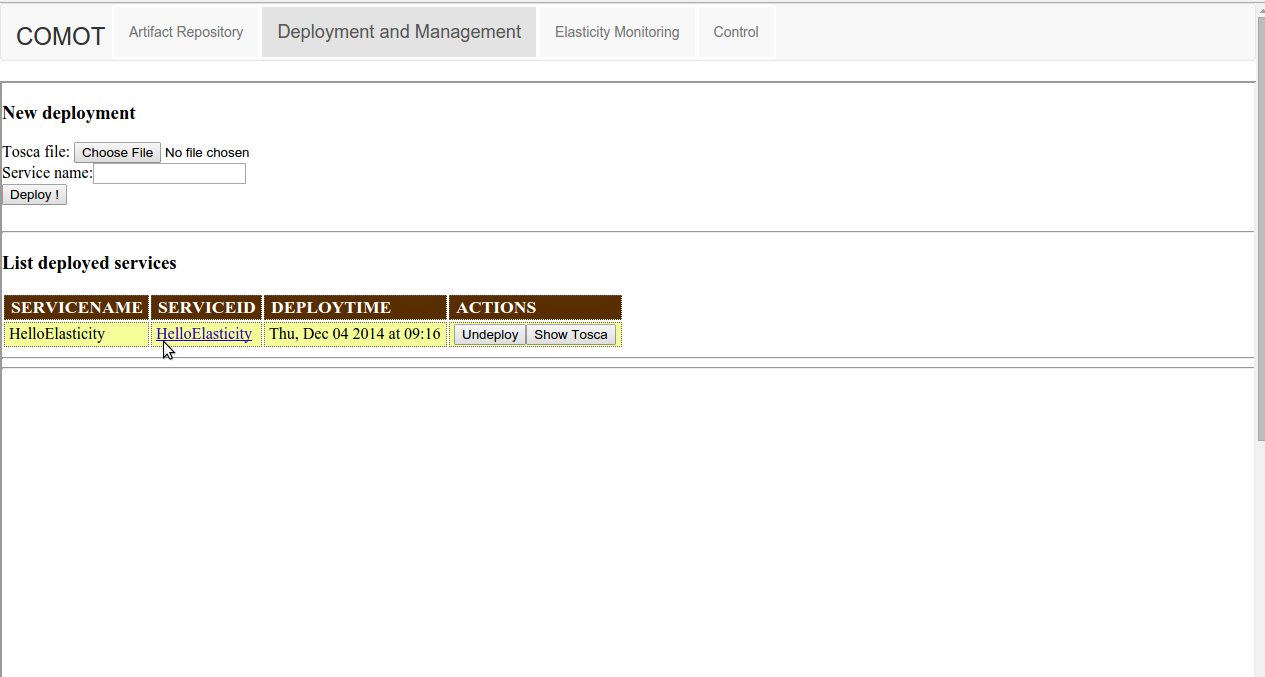 COMOT Artifact Repository Deployment and Management Elasticity Monitoring Control
New deployment
Tosca file: Choose File No file chosen
Service name:
Deploy !
List deployed services
SERVICENAME SERVICEID DEPLOYTIME ACTIONS
HelloElasticity HelloElasticity Thu, Dec 04 2014 at 09:16 Undeploy Show Tosca